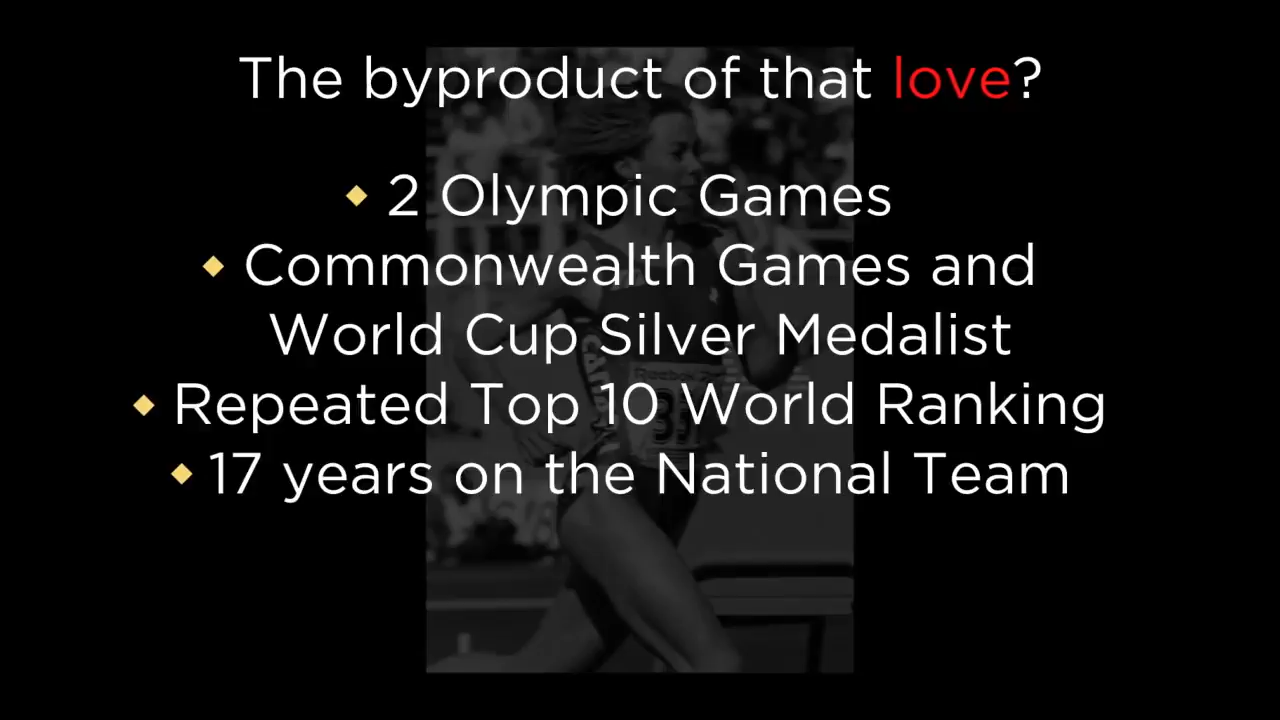 The byproduct of that love?
◆ 2 Olympic Games
◆ Commonwealth Games and
World Cup Silver Medalist
◆ Repeated Top 10 World Ranking
◆ 17 years on the National Team